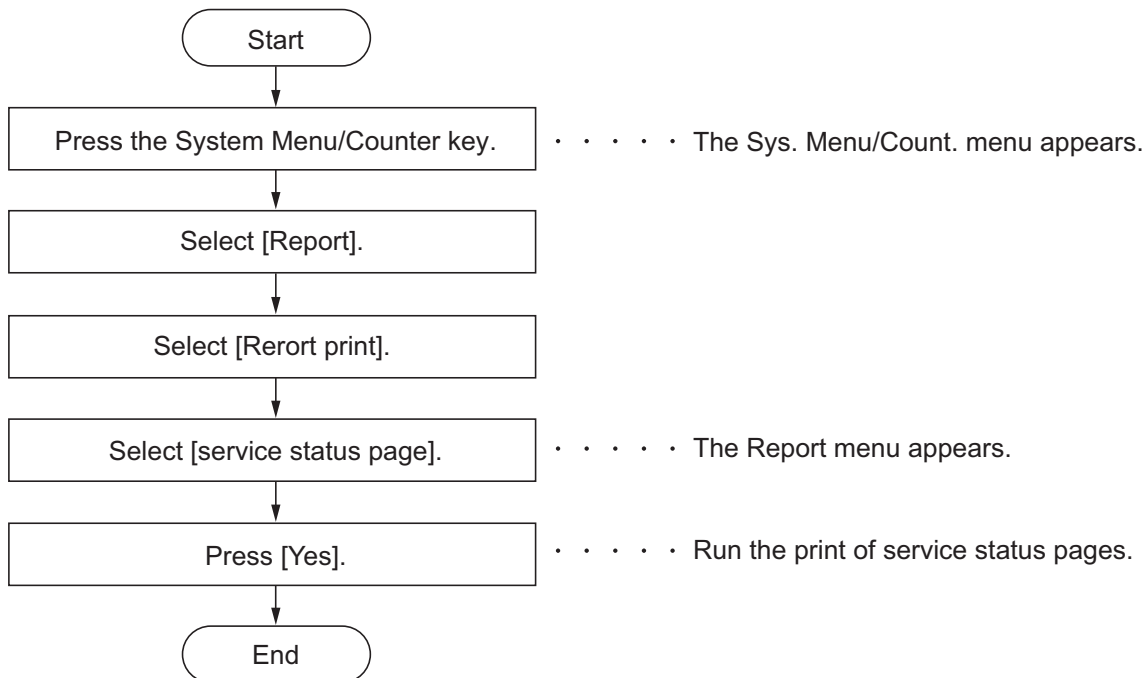 Start
Press the System Menu/Counter key.
· · · · · The Sys. Menu/Count. menu appears.
Select [Report].
Select [Rerort print].
Select [service status page].
· · · · · The Report menu appears.
Press [Yes].
· · · · · Run the print of service status pages.
End